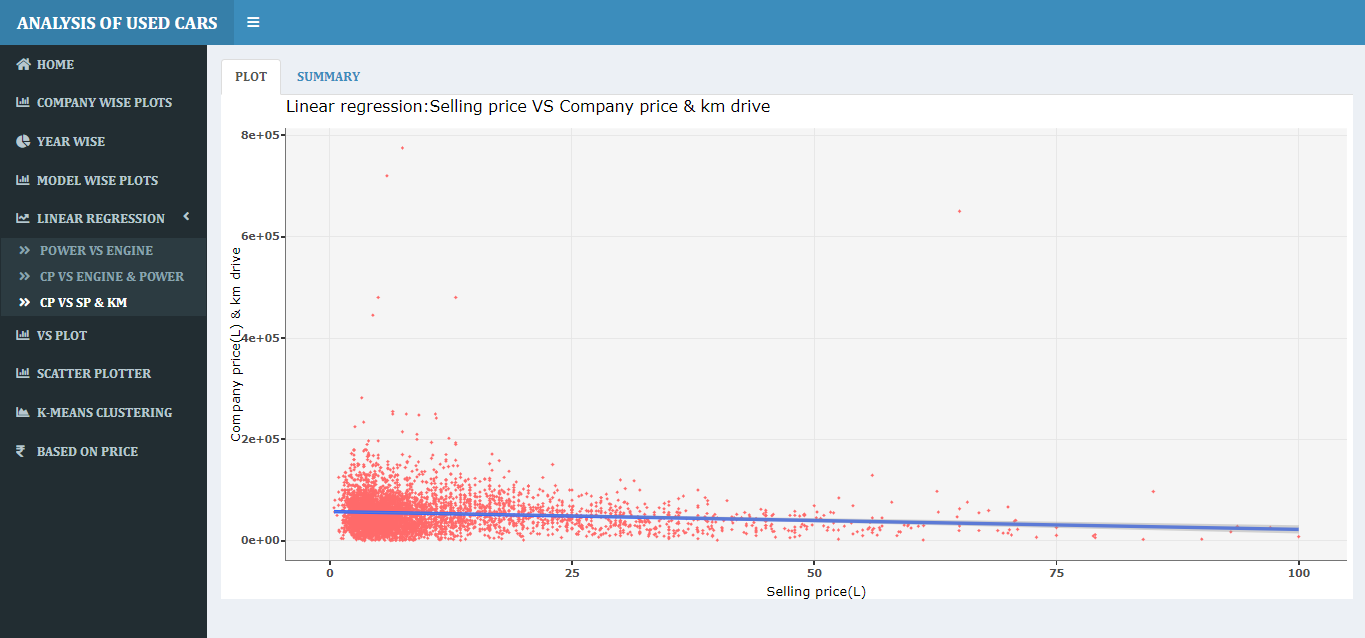 ANALYSIS OF USED CARS
HOME
COMPANY WISE PLOTS
YEAR WISE
MODEL WISE PLOTS
LINEAR REGRESSION
POWER VS ENGINE
CP VS ENGINE & POWER
CP VS SP & KM
VS PLOT
SCATTER PLOTTER
K-MEANS CLUSTERING
₹ BASED ON PRICE
PLOT SUMMARY
Linear regression:Selling price VS Company price & km drive
Company price(L) & km drive
8e+05
6e+05
4e+05
2e+05
0e+00
0 25 50 75 100
Selling price(L)